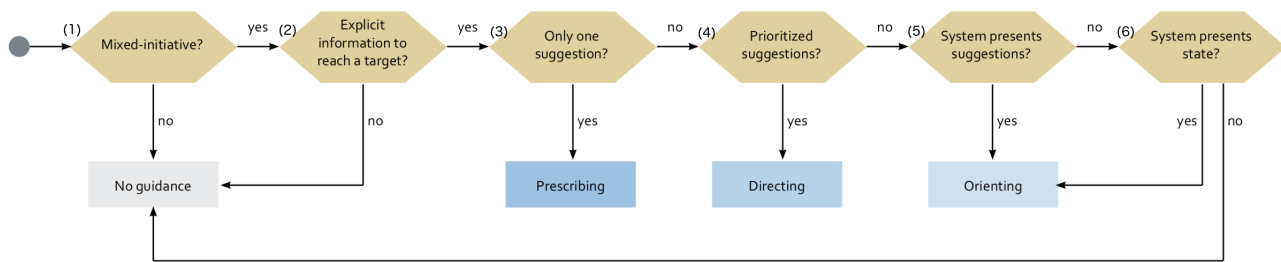 (1)
Mixed-initiative?
yes
(2)
Explicit
information to
reach a target?
yes
(3)
Only one
suggestion?
no
(4)
Prioritized
suggestions?
no
(5)
System presents
suggestions?
no
(6)
System presents
state?
no
no
yes
yes
yes
yes
no
No guidance
Prescribing
Directing
Orienting